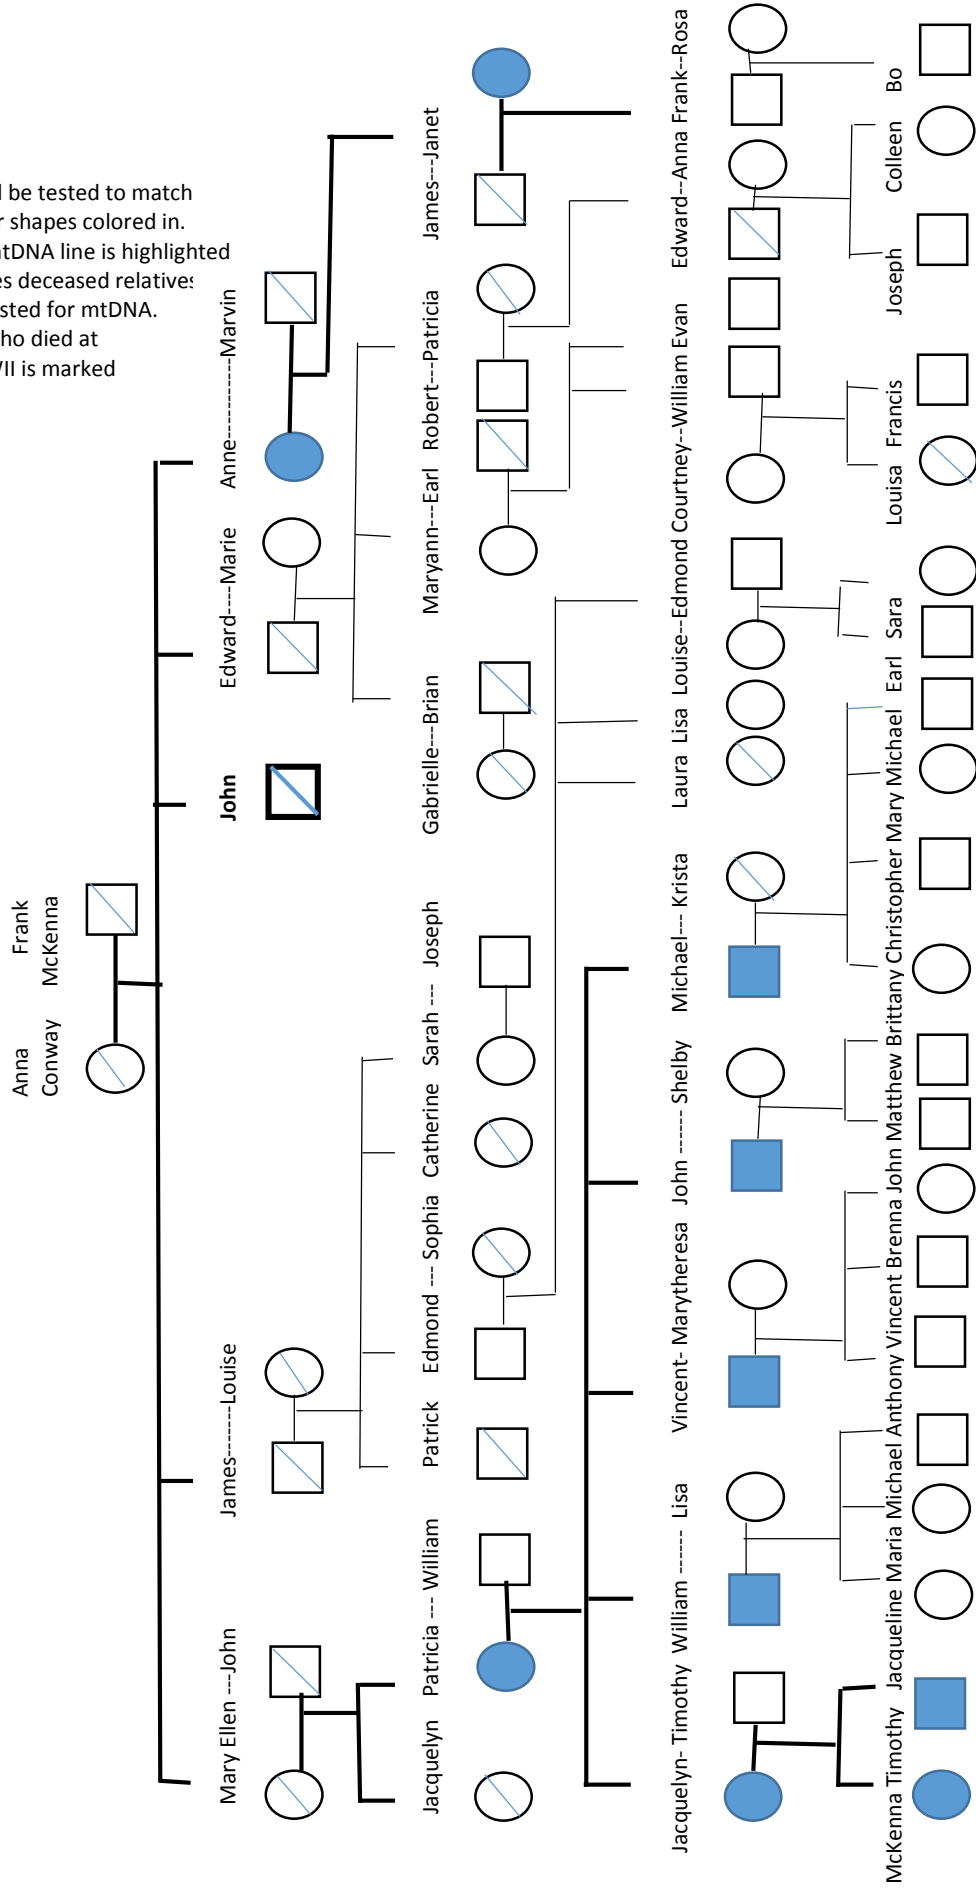 l be tested to match
r shapes colored in.
ntDNA line is highlighted
es deceased relatives
sted for mtDNA.
ho died at
VII is marked
Anna Frank
Conway McKenna
Mary Ellen ---John James-------Louise John Edward----Marie Anne-----------Marvin
Jacquelyn Patricia --- William Patrick Edmond --- Sophia Catherine Sarah --- Joseph Gabrielle---Brian Maryann---Earl Robert---Patricia James---Janet
Jacquelyn- Timothy William ------- Lisa Vincent- Marytheresa John ------- Shelby Michael--- Krista Laura Lisa Louise--Edmond Courtney--William Evan Edward--Anna Frank--Rosa
McKenna Timothy Jacqueline Maria Michael Anthony Vincent Brenna John Matthew Brittany Christopher Mary Michael Earl Sara Louisa Francis Joseph Colleen Bo